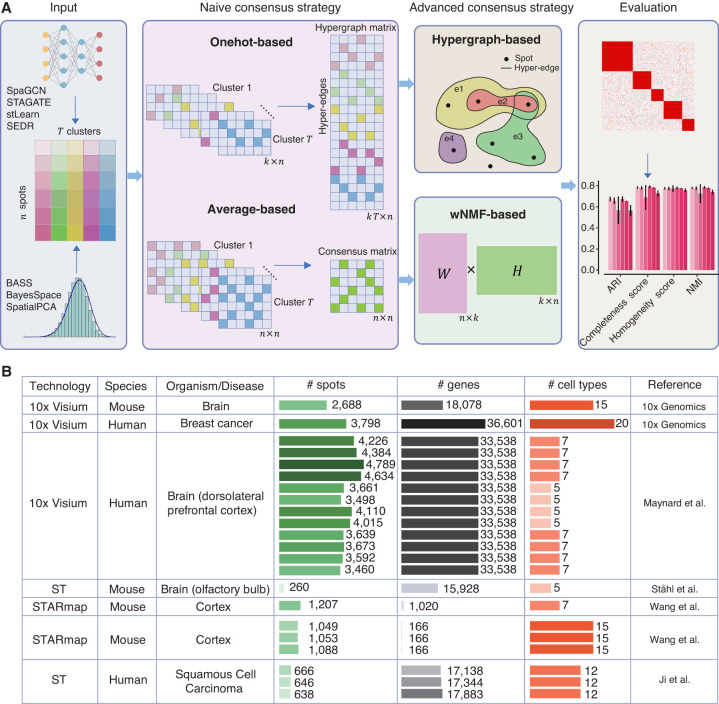 A
Input
Naive consensus strategy
Advanced consensus strategy
Evaluation
SpaGCN
STAGATE
stLearn
SEDR
T clusters
n spots
BASS
BayesSpace
SpatialPCA
Onehot-based
Cluster 1
Cluster T
k×n
Hypergraph matrix
Hyper-edges
kT×n
Average-based
Cluster 1
Cluster T
n×n
Consensus matrix
n×n
Hypergraph-based
Spot
Hyper-edge
e1
e2
e3
e4
wNMF-based
W
×
H
n×k
k×n
0.8
0.6
0.4
0.2
0.0
ARI
Completeness score
Homogeneity score
NMI
B
Technology Species Organism/Disease # spots # genes # cell types Reference
10x Visium Mouse Brain 2,688 18,078 15 10x Genomics
10x Visium Human Breast cancer 3,798 36,601 20 10x Genomics
10x Visium Human Brain (dorsolateral prefrontal cortex) Maynard et al.
4,226 33,538 7
4,384 33,538 7
4,789 33,538 7
4,634 33,538 7
3,661 33,538 5
3,498 33,538 5
4,110 33,538 5
4,015 33,538 5
3,639 33,538 7
3,673 33,538 7
3,592 33,538 7
3,460 33,538 7
ST Mouse Brain (olfactory bulb) 260 15,928 5 Ståhl et al.
STARmap Mouse Cortex 1,207 1,020 7 Wang et al.
STARmap Mouse Cortex Wang et al.
1,049 166 15
1,053 166 15
1,088 166 15
ST Human Squamous Cell Carcinoma Ji et al.
666 17,138 12
646 17,344 12
638 17,883 12